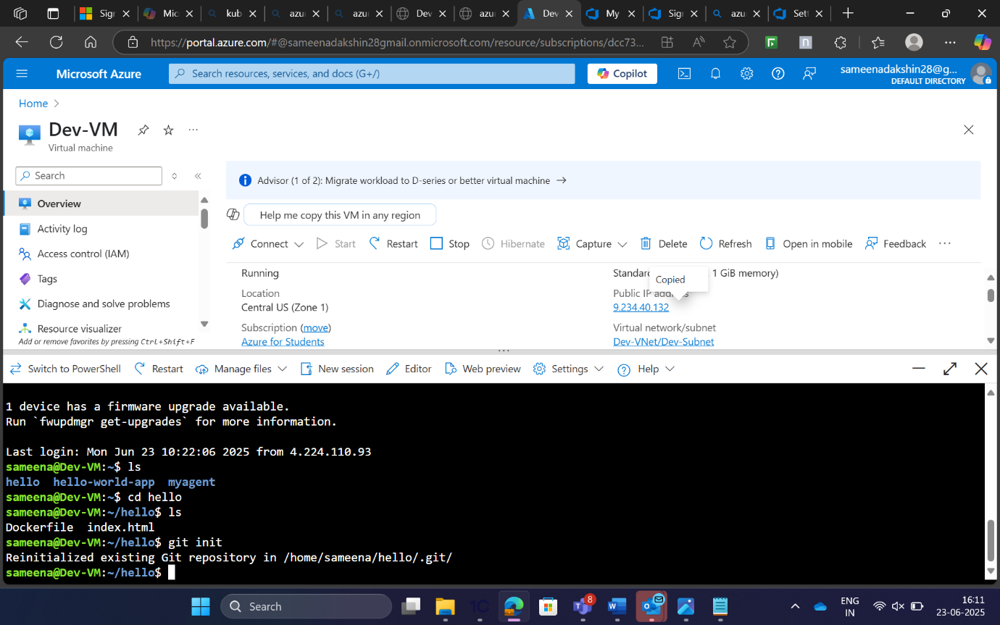 Sign
Mic
kub
azu
azu
Dev
azu
Dev
My
Sign
azu
Sett
https://portal.azure.com/#@sameenadakshin28gmail.onmicrosoft.com/resource/subscriptions/dcc73...
Microsoft Azure
Search resources, services, and docs (G+/)
Copilot
sameenadakshin28@g...
DEFAULT DIRECTORY
Home >
Dev-VM
Virtual machine
Search
Overview
Activity log
Access control (IAM)
Tags
Diagnose and solve problems
Resource visualizer
Add or remove favorites by pressing Ctrl+Shift+F
Advisor (1 of 2): Migrate workload to D-series or better virtual machine →
Help me copy this VM in any region
Connect Start Restart Stop Hibernate Capture Delete Refresh Open in mobile Feedback ...
Running
Location
Central US (Zone 1)
Subscription (move)
Azure for Students
1 GiB memory)
Copied
Public IP
9.234.40.132
Virtual network/subnet
Dev-VNet/Dev-Subnet
Switch to PowerShell Restart Manage files New session Editor Web preview Settings Help
1 device has a firmware upgrade available.
Run `fwupdmgr get-upgrades` for more information.
Last login: Mon Jun 23 10:22:06 2025 from 4.224.110.93
sameena@Dev-VM:~$ ls
hello hello-world-app myagent
sameena@Dev-VM:~$ cd hello
sameena@Dev-VM:~/hello$ ls
Dockerfile index.html
sameena@Dev-VM:~/hello$ git init
Reinitialized existing Git repository in /home/sameena/hello/.git/
sameena@Dev-VM:~/hello$
Search
8
ENG
IN
16:11
23-06-2025